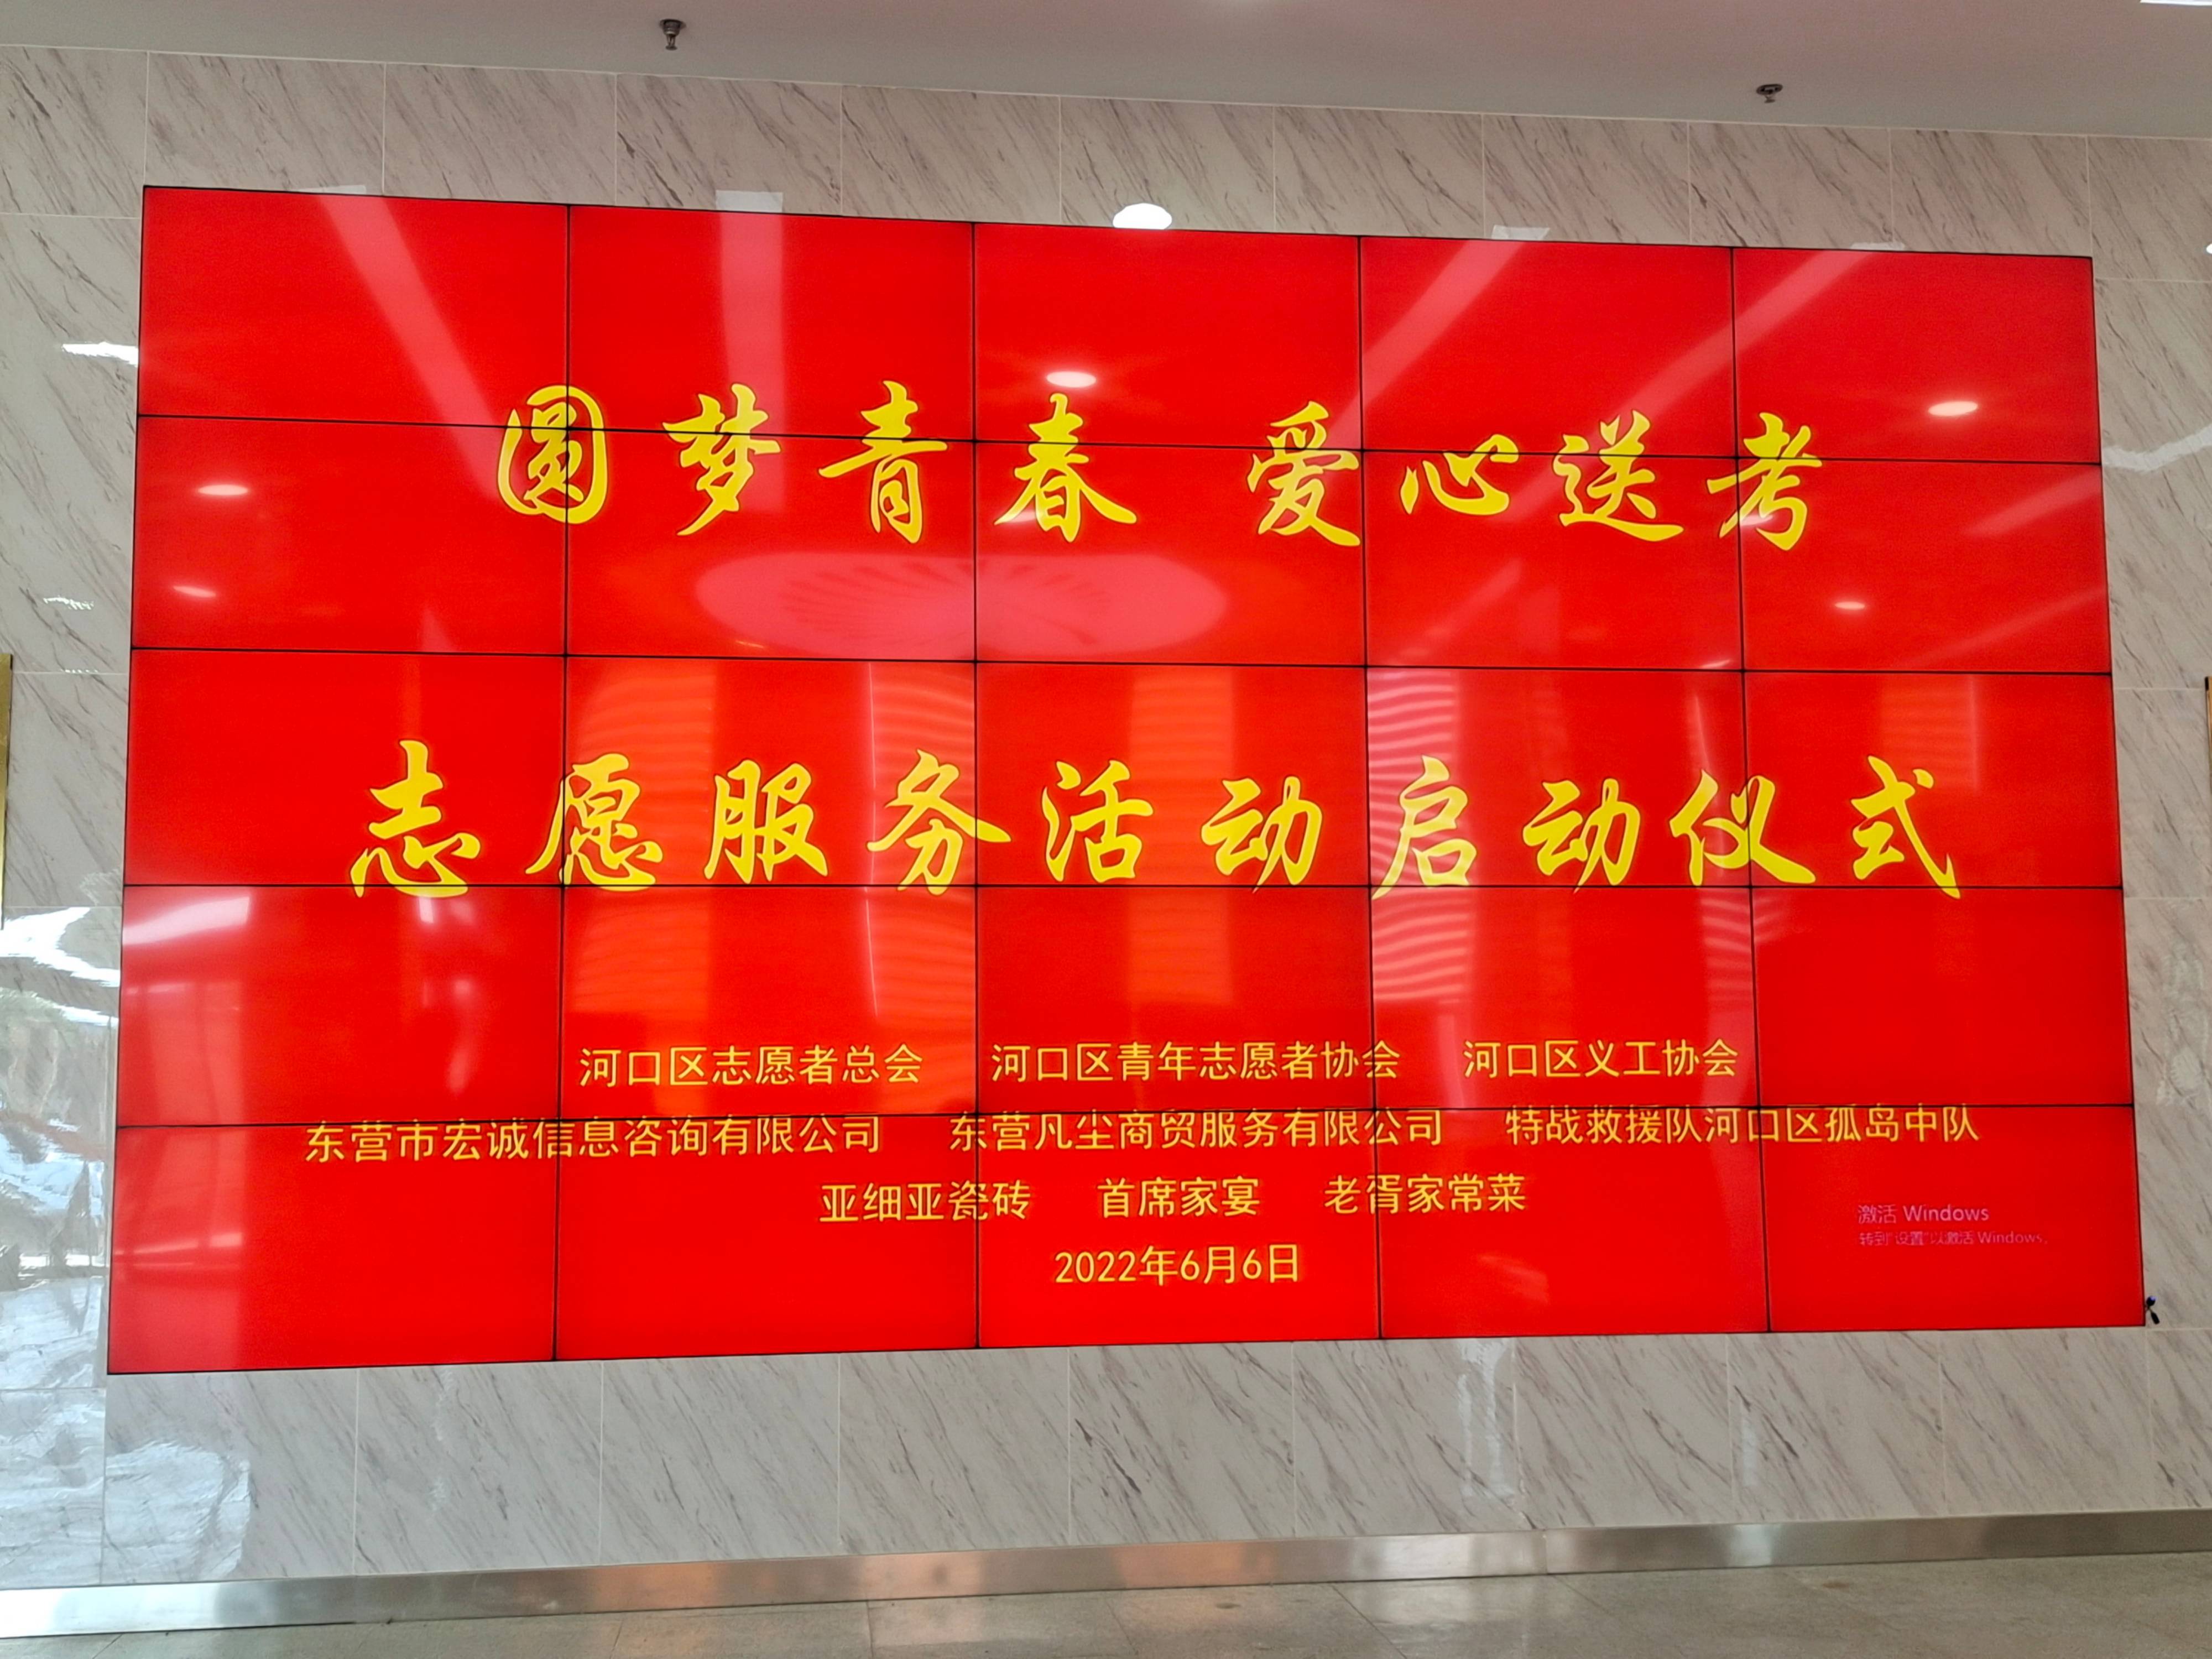 圆梦青春 爱心送考
志愿服务活动启动仪式
河口区志愿者总会 河口区青年志愿者协会 河口区义工协会
东营市宏诚信息咨询有限公司 东营凡尘商贸服务有限公司 特战救援队河口区孤岛中队
亚细亚瓷砖 首席家宴 老胥家常菜
2022年6月6日
激活 Windows
转到"设置"以激活 Windows。